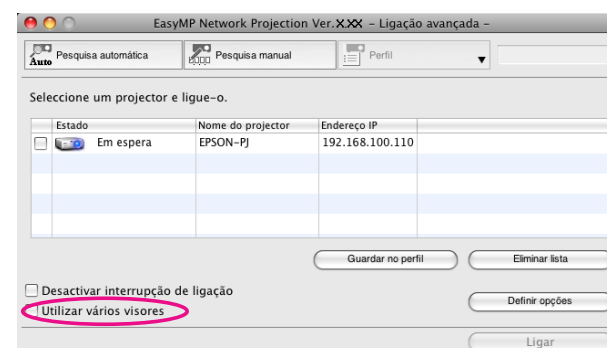 EasyMP Network Projection Ver.X.XX – Ligação avançada –
Auto Pesquisa automática Pesquisa manual Perfil
Seleccione um projector e ligue-o.
Estado Nome do projector Endereço IP
Em espera EPSON-PJ 192.168.100.110
Guardar no perfil Eliminar lista
Desactivar interrupção de ligação
Definir opções
Utilizar vários visores
Ligar